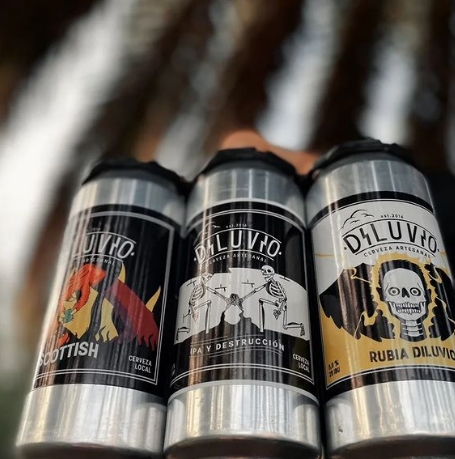 DILUVIO
SCOTTISH
CERVEZA
LOCAL
EST. 2016
DILUVIO
CERVEZA ARTESANAL
IPA Y DESTRUCCIÓN
CERVEZA
LOCAL
EST. 2016
DILUVIO
CERVEZA ARTESANAL
RUBIA DILUVIO